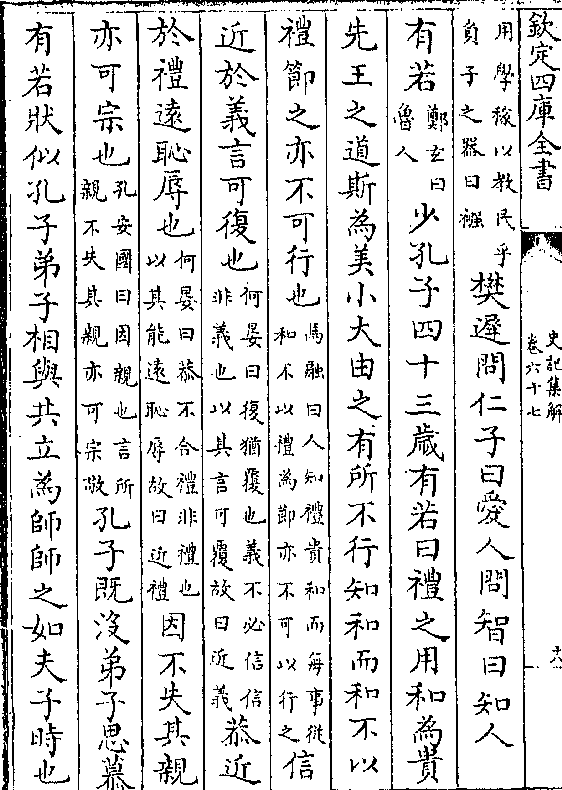 欽定四庫全書
史記集解
卷六十七
十八
用學稼以教民乎
負子之器曰襁
樊遲問仁子曰愛人問智曰知人
有若
鄭玄曰
魯人
少孔子四十三歲有若曰禮之用和為貴
先王之道斯為美小大由之有所不行知和而和不以
禮節之亦不可行也
馬融曰人知禮貴和而每事從
和不以禮為節亦不可以行之
信
近於義言可復也
何晏曰復猶覆也義不必信信
非義也以其言可覆故曰近義
恭近
於禮遠恥辱也
何晏曰恭不合禮非禮也
以其能遠恥辱故曰近禮
因不失其親
亦可宗也
孔安國曰因親也言所
親不失其親亦可宗敬
孔子既沒弟子思慕
有若狀似孔子弟子相與共立為師師之如夫子時也